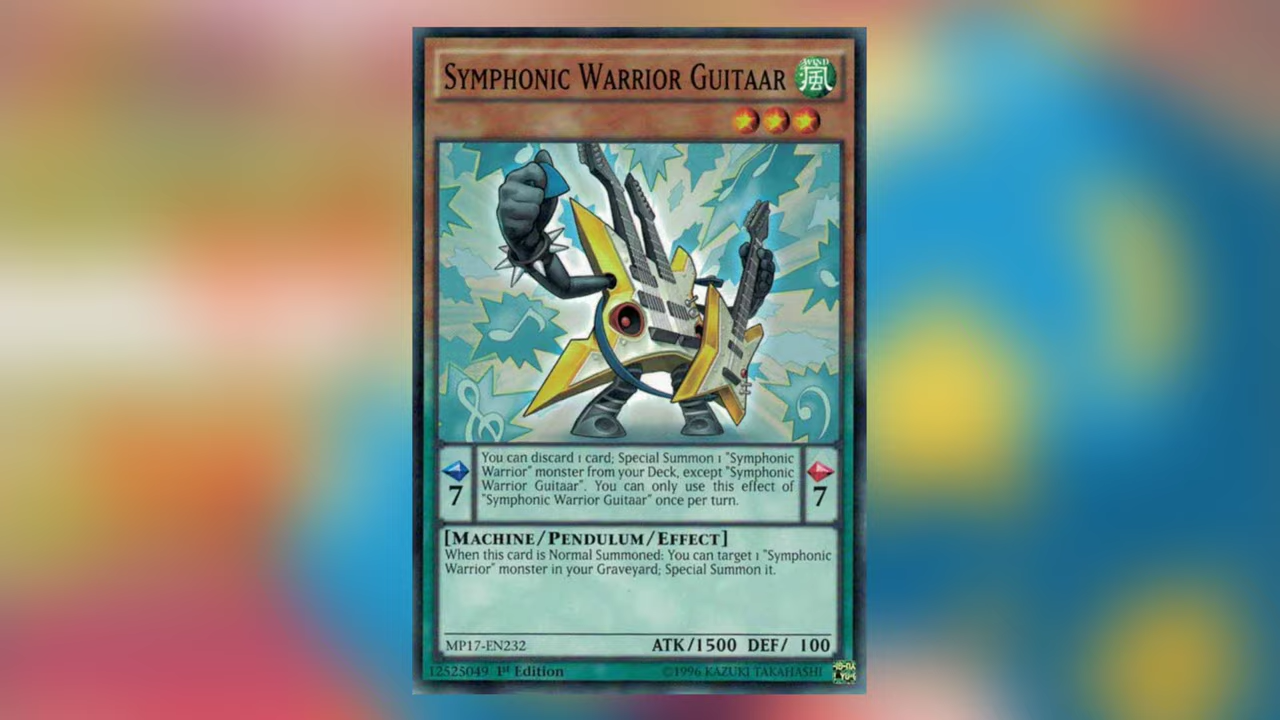 SYMPHONIC WARRIOR GUITAAR
WIND
風
You can discard 1 card; Special Summon 1 "Symphonic
Warrior" monster from your Deck, except "Symphonic
Warrior Guitaar". You can only use this effect of
"Symphonic Warrior Guitaar" once per turn.
7
7
[MACHINE/PENDULUM/EFFECT]
When this card is Normal Summoned: You can target 1 "Symphonic
Warrior" monster in your Graveyard; Special Summon it.
MP17-EN232
ATK/1500 DEF/ 100
12525049 1st Edition
©1996 KAZUKI TAKAHASHI